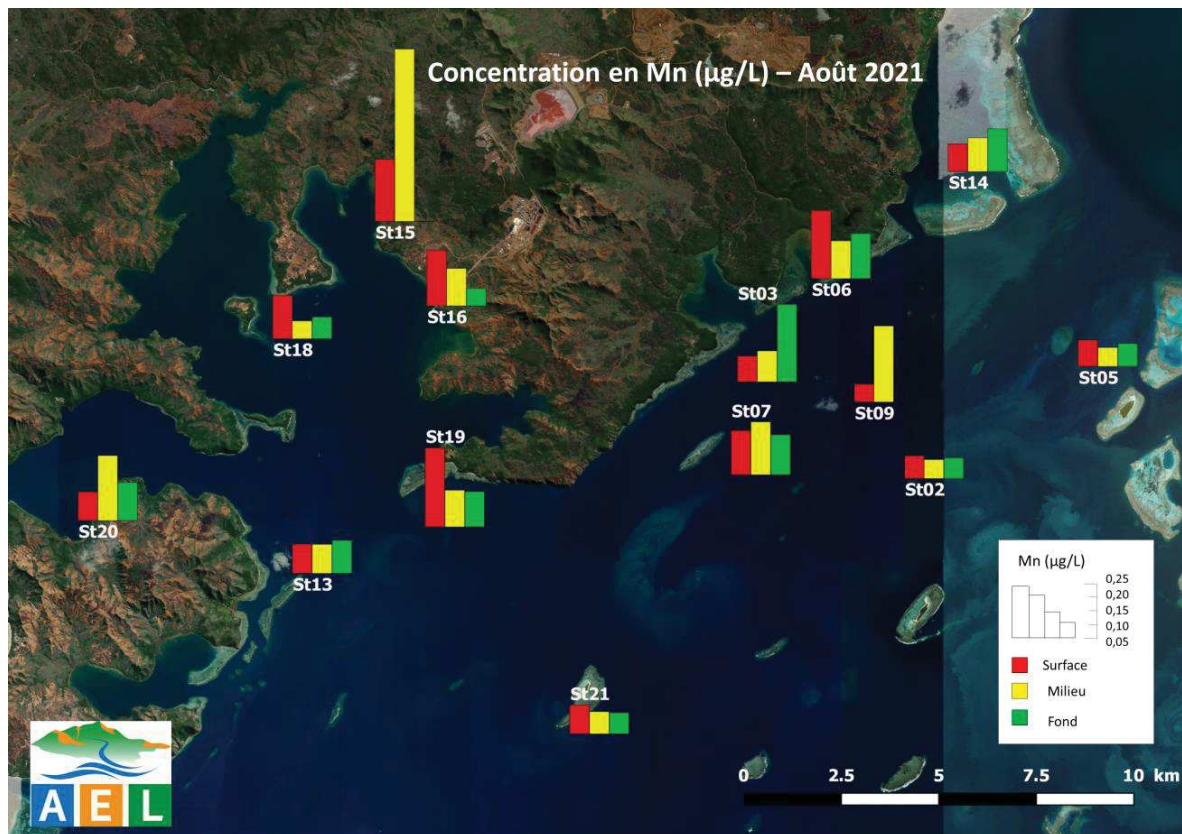 Concentration en Mn (µg/L) – Août 2021
St14
St15
St06
St03
St16
St18
St05
St09
St07
St19
St02
St20
St13
St21
Mn (µg/L)
0,25
0,20
0,15
0,10
0,05
Surface
Milieu
Fond
0 2.5 5 7.5 10 km
AEL